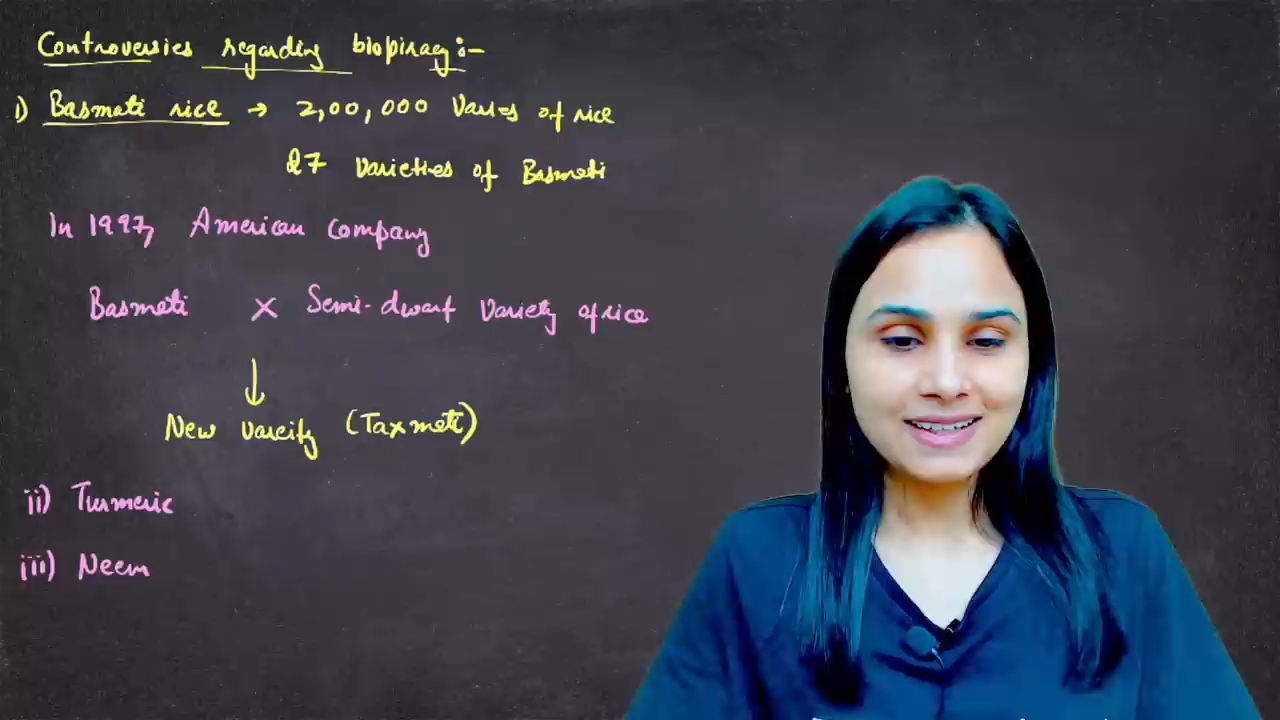 Controversies regarding biopiracy:-
i) Basmati rice → 2,00,000 Varies of rice
27 Varieties of Basmati
In 1997, American company
Basmati × Semi-dwarf Variety of rice
↓
New Vareity (Taxmati)
ii) Turmeric
iii) Neem